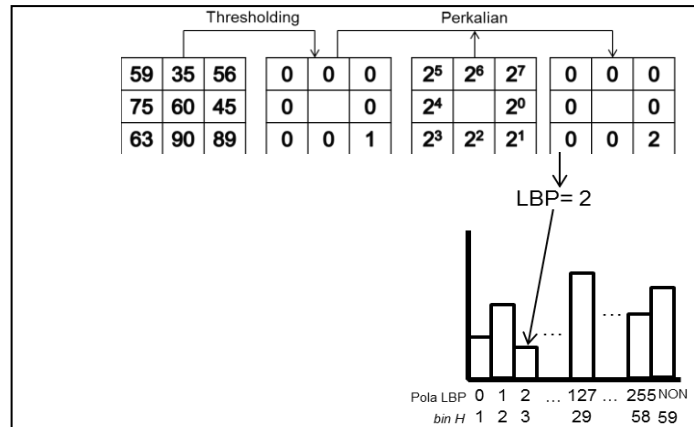 Thresholding Perkalian
59 35 56 0 0 0 2⁵ 2⁶ 2⁷ 0 0 0
75 60 45 0 0 2⁴ 2⁰ 0 0
63 90 89 0 0 1 2³ 2² 2¹ 0 0 2
LBP= 2
... ...
Pola LBP 0 1 2 ... 127 ... 255 NON
bin H 1 2 3 29 58 59